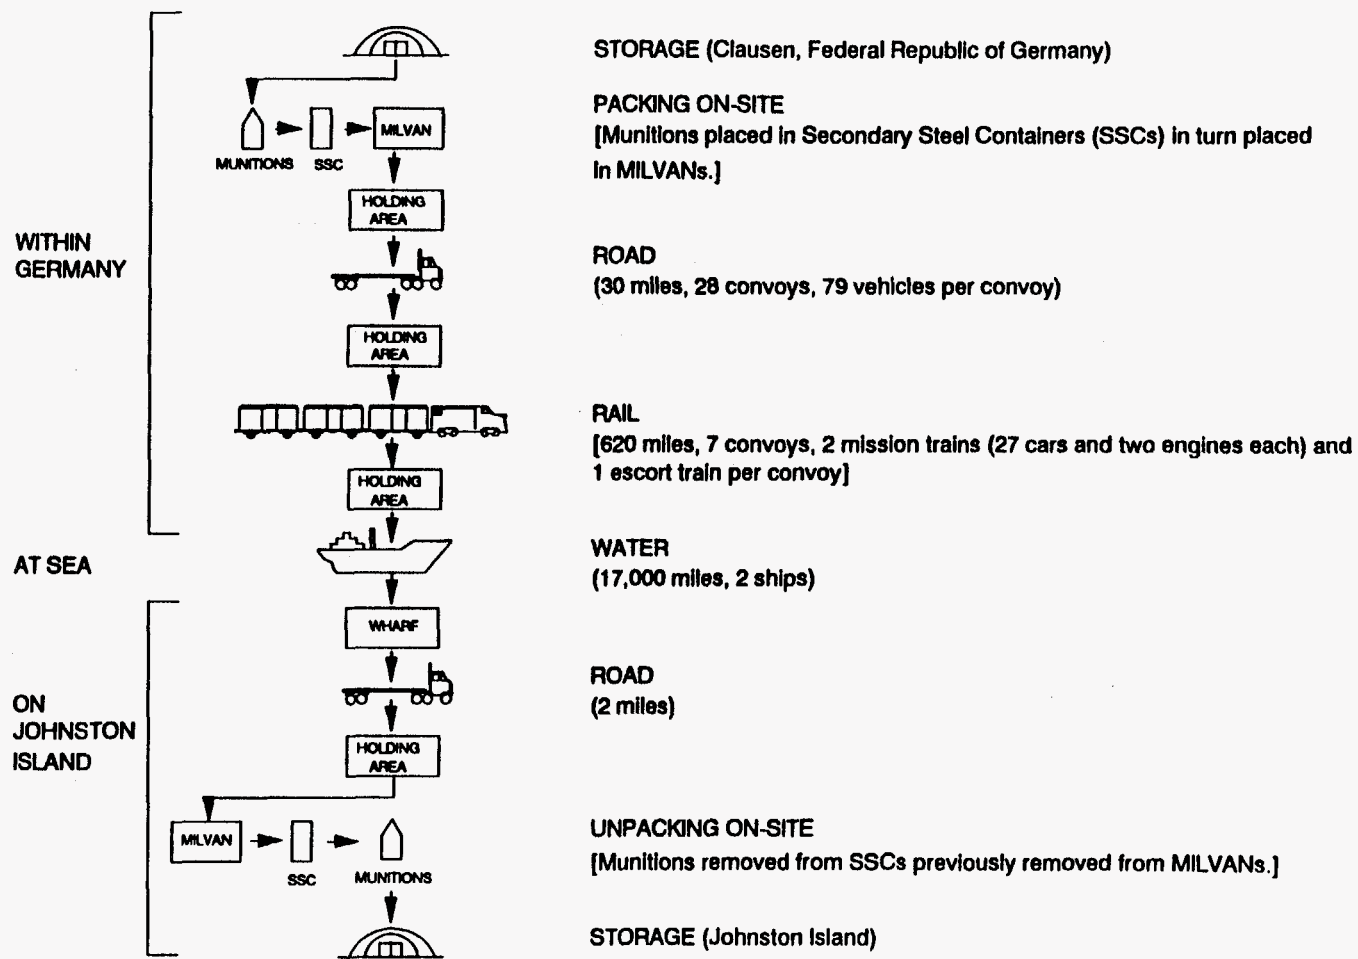 STORAGE (Clausen, Federal Republic of Germany)
PACKING ON-SITE
[Munitions placed in Secondary Steel Containers (SSCs) in turn placed
in MILVANs.]
MILVAN
MUNITIONS
SSC
HOLDING
AREA
WITHIN
GERMANY
ROAD
(30 miles, 28 convoys, 79 vehicles per convoy)
HOLDING
AREA
RAIL
[620 miles, 7 convoys, 2 mission trains (27 cars and two engines each) and
1 escort train per convoy]
HOLDING
AREA
AT SEA
WATER
(17,000 miles, 2 ships)
WHARF
ON
JOHNSTON
ISLAND
ROAD
(2 miles)
HOLDING
AREA
MILVAN
SSC
MUNITIONS
UNPACKING ON-SITE
[Munitions removed from SSCs previously removed from MILVANs.]
STORAGE (Johnston Island)